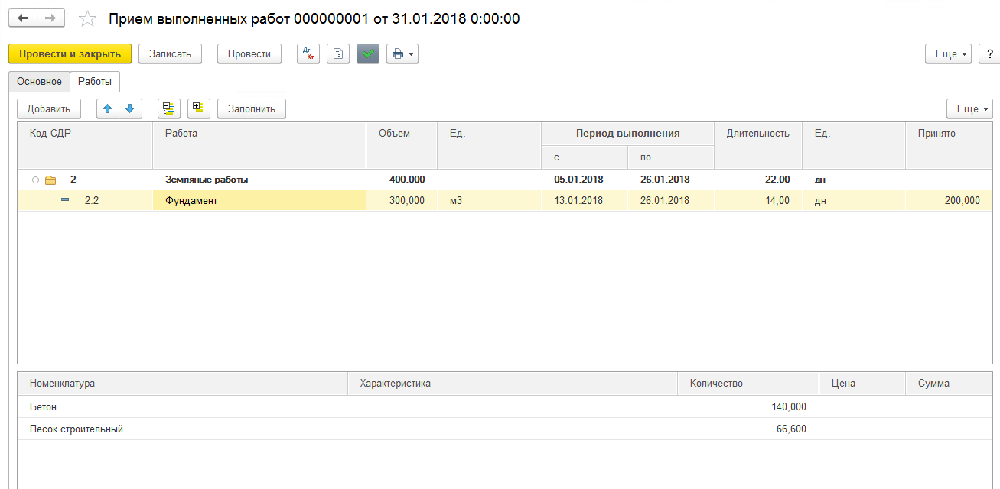 Прием выполненных работ 000000001 от 31.01.2018 0:00:00
Провести и закрыть Записать Провести Дт Кт Еще ?
Основное Работы
Добавить Заполнить Еще
Код СДР Работа Объем Ед. Период выполнения Длительность Ед. Принято
с по
2 Земляные работы 400,000 05.01.2018 26.01.2018 22,00 дн
2.2 Фундамент 300,000 м3 13.01.2018 26.01.2018 14,00 дн 200,000
Номенклатура Характеристика Количество Цена Сумма
Бетон 140,000
Песок строительный 66,600